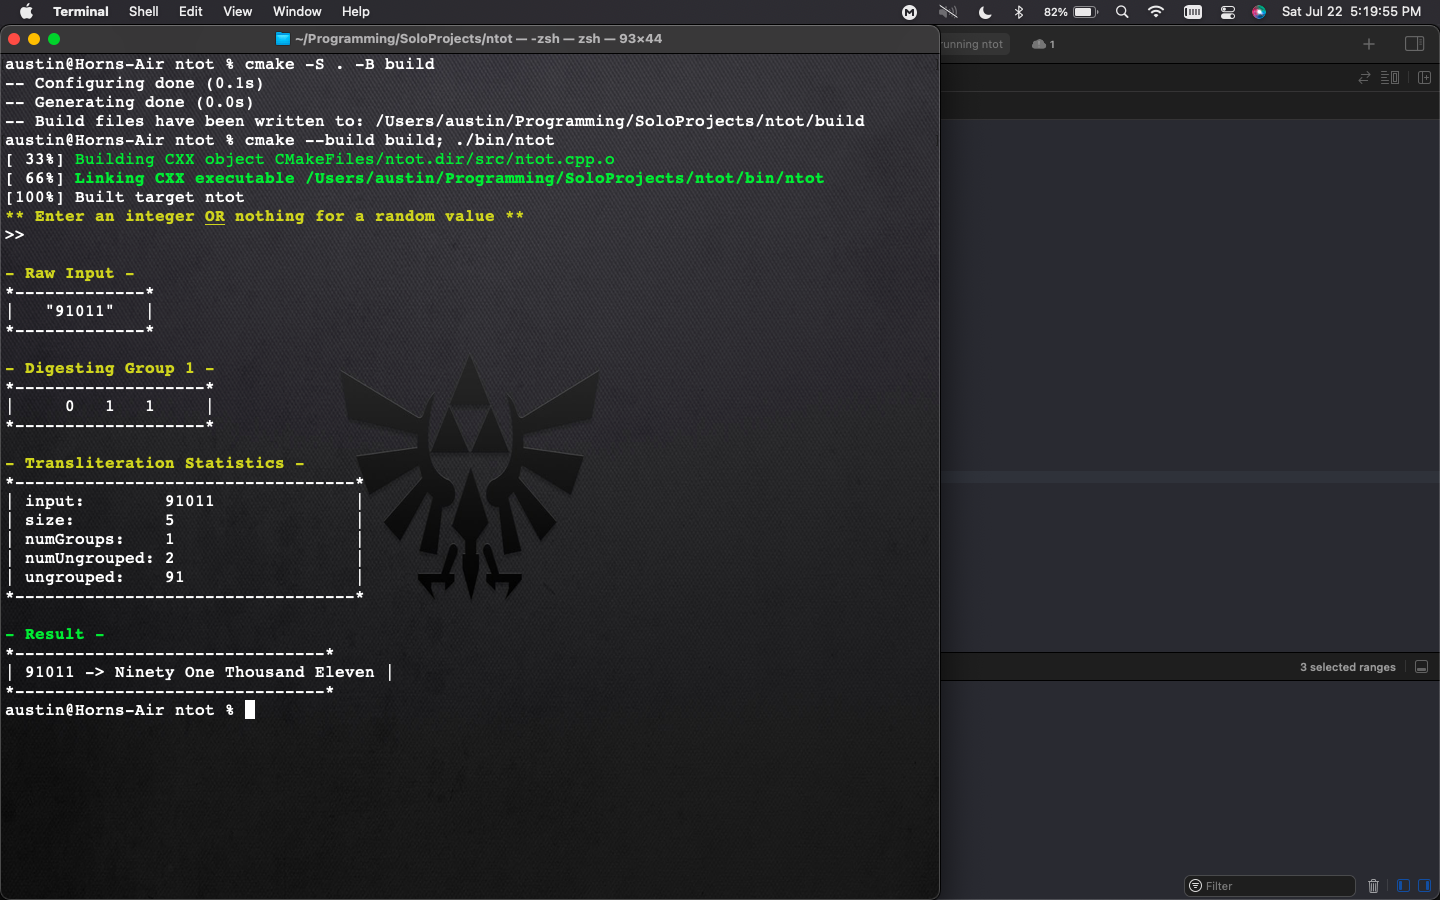 Terminal Shell Edit View Window Help 82% Sat Jul 22 5:19:55 PM
~/Programming/SoloProjects/ntot — -zsh — zsh — 93×44
unning ntot 1
austin@Horns-Air ntot % cmake -S . -B build
-- Configuring done (0.1s)
-- Generating done (0.0s)
-- Build files have been written to: /Users/austin/Programming/SoloProjects/ntot/build
austin@Horns-Air ntot % cmake --build build; ./bin/ntot
[ 33%] Building CXX object CMakeFiles/ntot.dir/src/ntot.cpp.o
[ 66%] Linking CXX executable /Users/austin/Programming/SoloProjects/ntot/bin/ntot
[100%] Built target ntot
** Enter an integer OR nothing for a random value **
>>
- Raw Input -
*-------------*
|   "91011"   |
*-------------*
- Digesting Group 1 -
*-------------------*
|     0   1   1     |
*-------------------*
- Transliteration Statistics -
*----------------------------------*
| input:        91011              |
| size:         5                  |
| numGroups:    1                  |
| numUngrouped: 2                  |
| ungrouped:    91                 |
*----------------------------------*
- Result -
*-------------------------------*
| 91011 -> Ninety One Thousand Eleven |
*-------------------------------*
austin@Horns-Air ntot %
3 selected ranges
Filter